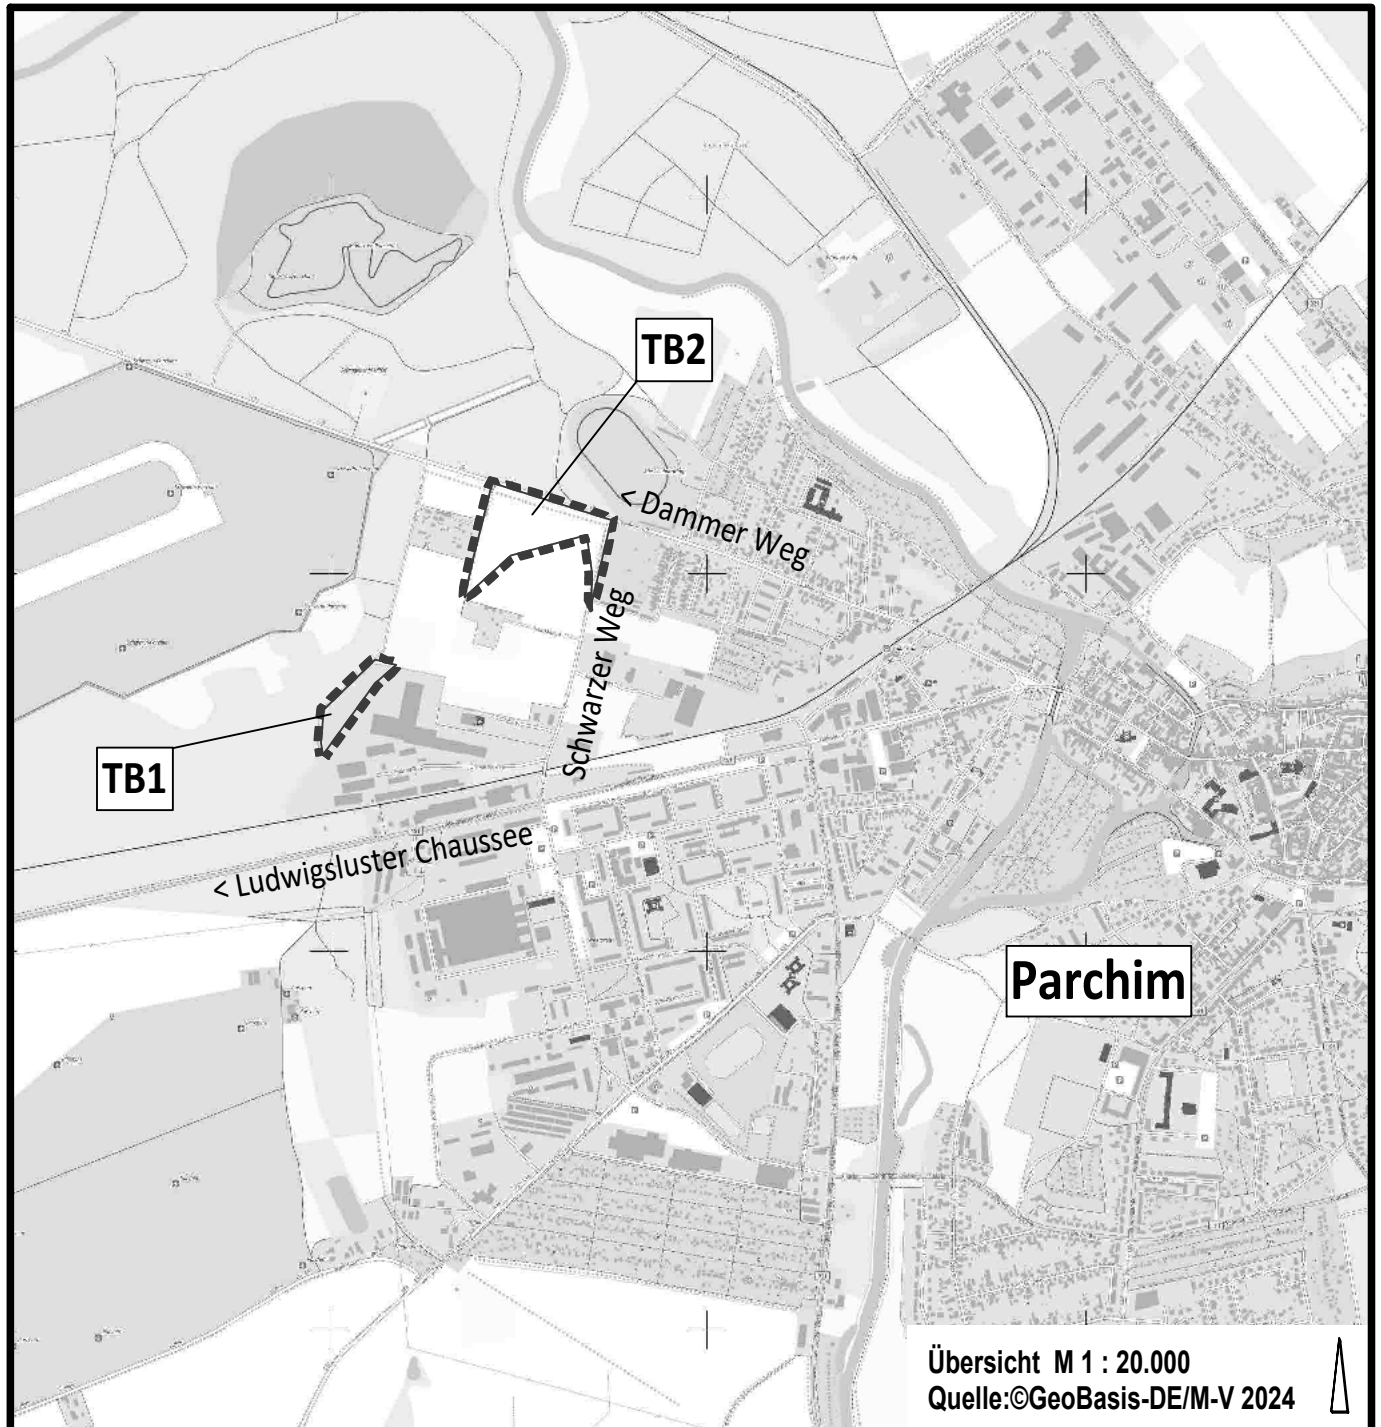 TB2
< Dammer Weg
Schwarzer Weg
TB1
< Ludwigsluster Chaussee
Parchim
Übersicht M 1 : 20.000
Quelle:©GeoBasis-DE/M-V 2024